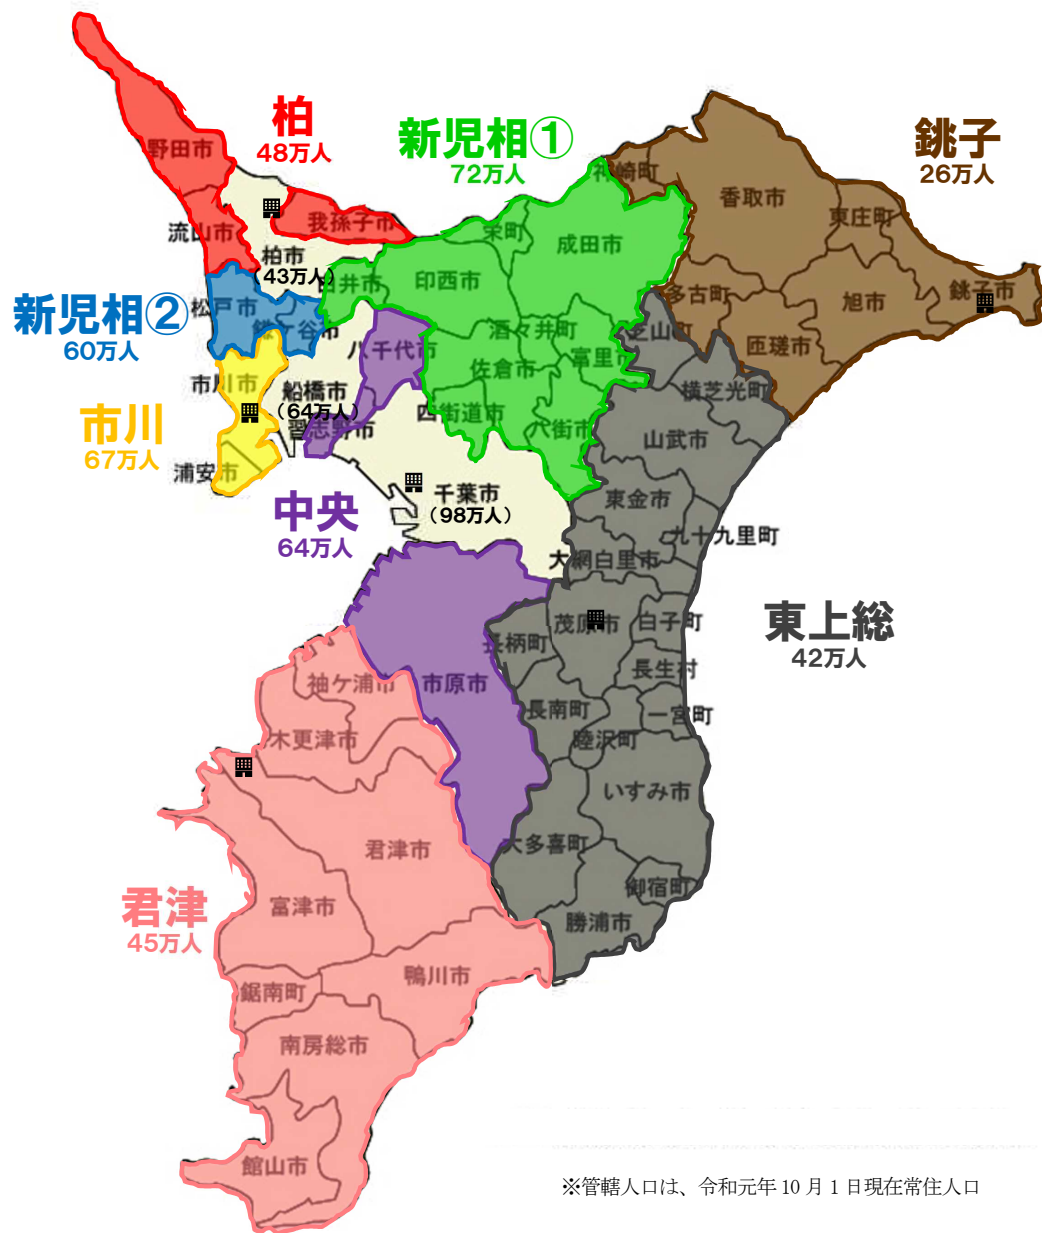 柏
48万人
新児相①
72万人
銚子
26万人
野田市
神崎町
香取市
東庄町
我孫子市
流山市
栄町
成田市
柏市
(43万人)
白井市
印西市
多古町
旭市
銚子市
新児相②
60万人
松戸市
鎌ケ谷市
八千代市
酒々井町
芝山町
匝瑳市
富里市
佐倉市
市川市
船橋市
(64万人)
横芝光町
市川
67万人
習志野市
四街道市
八街市
山武市
浦安市
千葉市
(98万人)
中央
64万人
東金市
九十九里町
大網白里市
茂原市
白子町
東上総
42万人
長柄町
長生村
袖ケ浦市
市原市
長南町
一宮町
木更津市
睦沢町
いすみ市
君津市
大多喜町
御宿町
君津
45万人
富津市
勝浦市
鴨川市
鋸南町
南房総市
館山市
※管轄人口は、令和元年10月1日現在常住人口